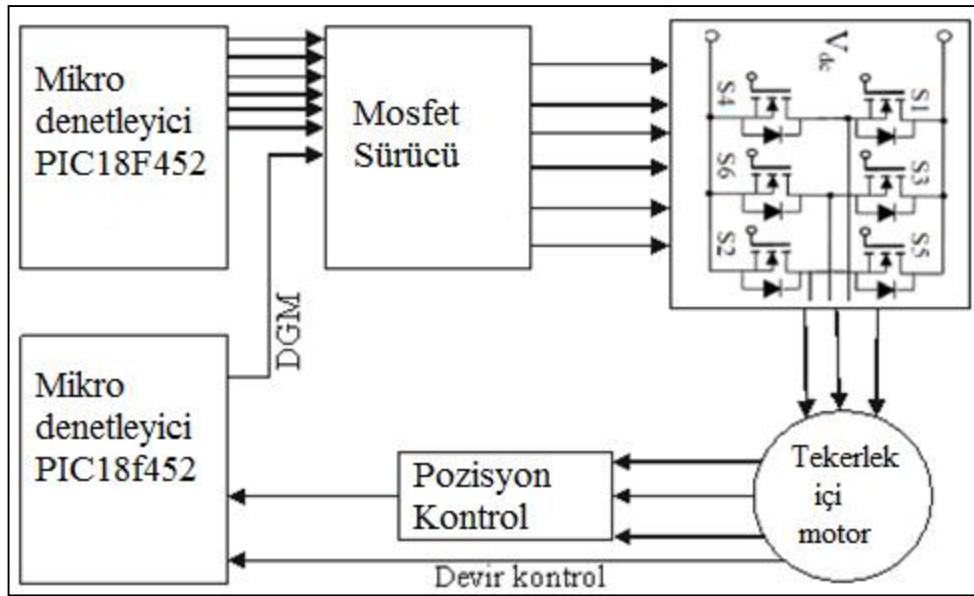 Mikro
denetleyici
PIC18F452
Mosfet
Sürücü
Vdc
S4
S1
S6
S3
S2
S5
DGM
Mikro
denetleyici
PIC18f452
Pozisyon
Kontrol
Tekerlek
içi
motor
Devir kontrol